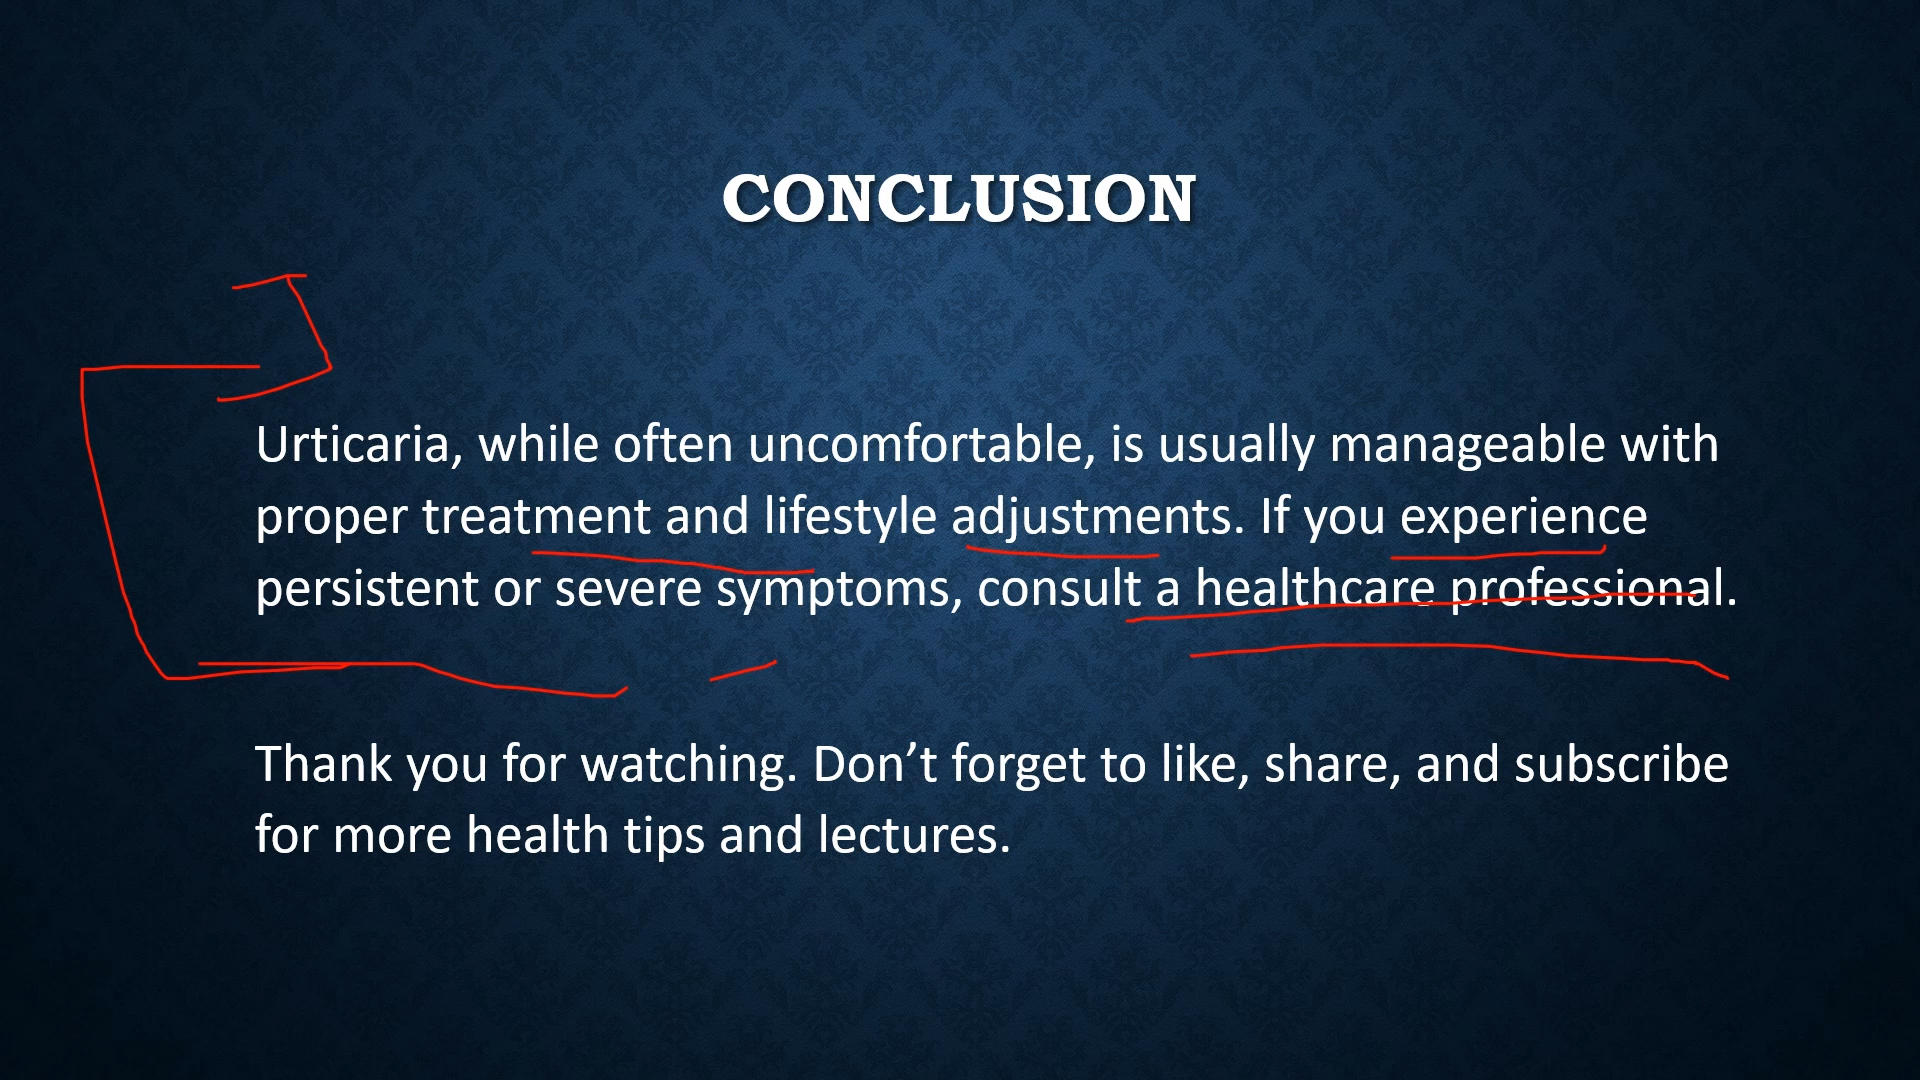 CONCLUSION
Urticaria, while often uncomfortable, is usually manageable with
proper treatment and lifestyle adjustments. If you experience
persistent or severe symptoms, consult a healthcare professional.
Thank you for watching. Don’t forget to like, share, and subscribe
for more health tips and lectures.